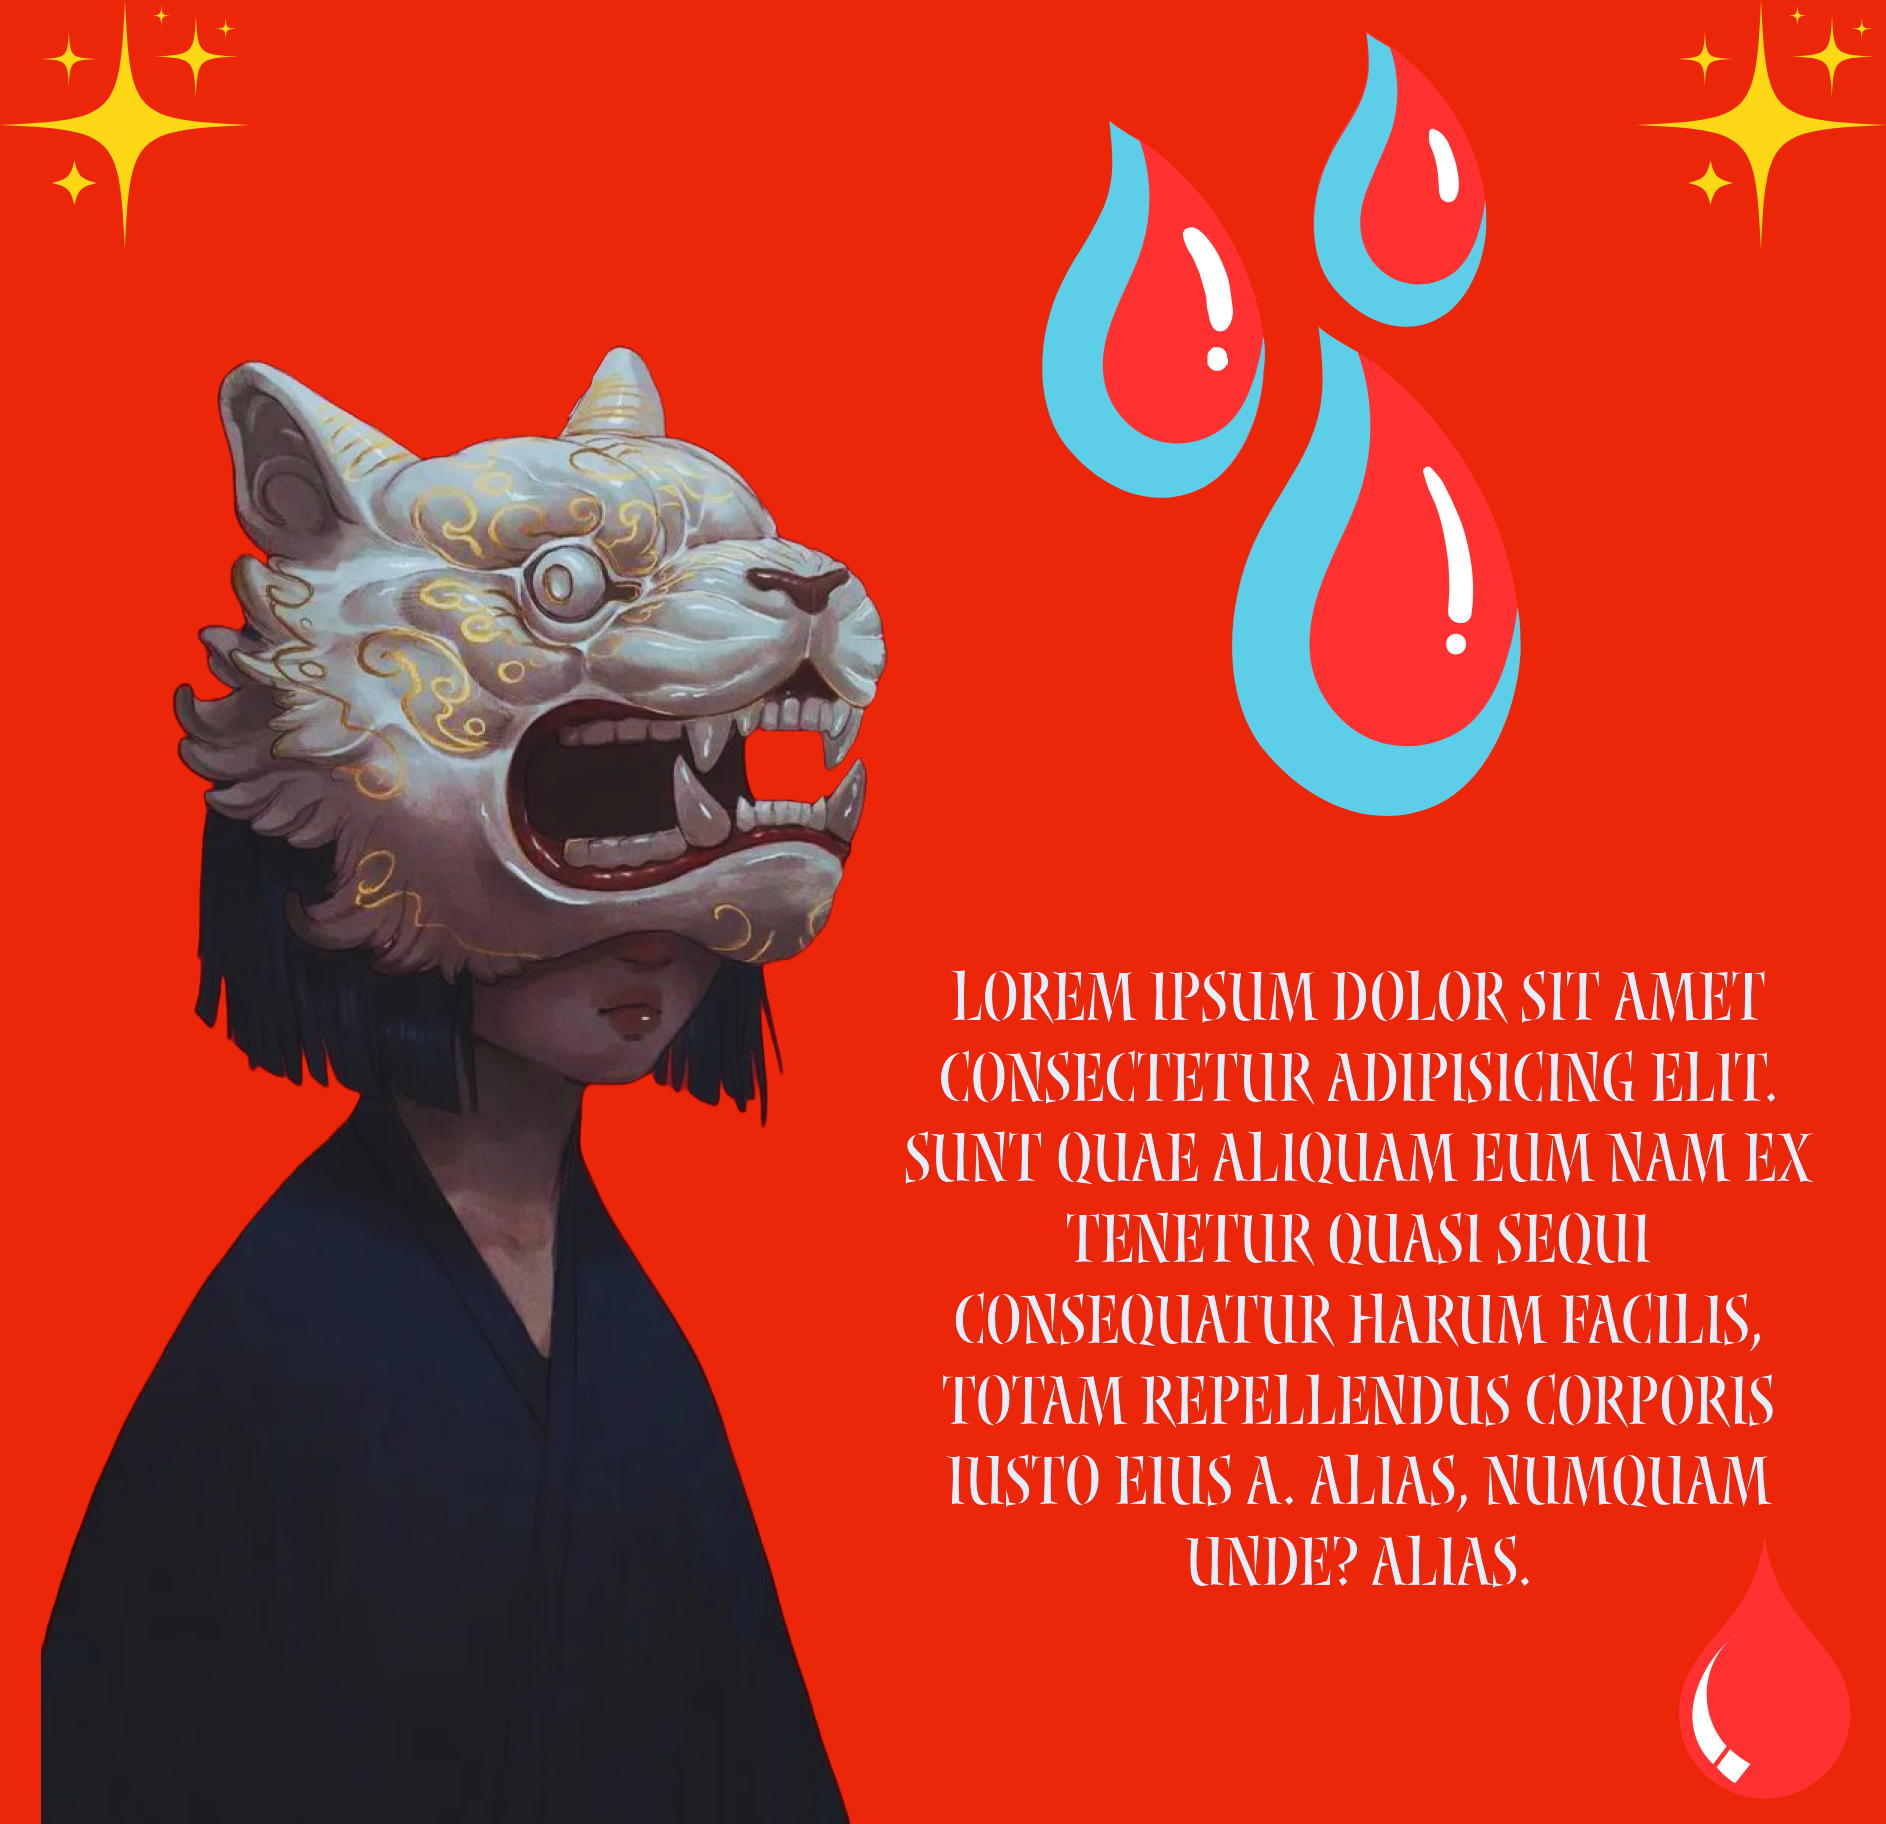 LOREM IPSUM DOLOR SIT AMET
CONSECTETUR ADIPISICING ELIT.
SUNT QUAE ALIQUAM EUM NAM EX
TENETUR QUASI SEQUI
CONSEQUATUR HARUM FACILIS,
TOTAM REPELLENDUS CORPORIS
IUSTO EIUS A. ALIAS, NUMQUAM
UNDE? ALIAS.